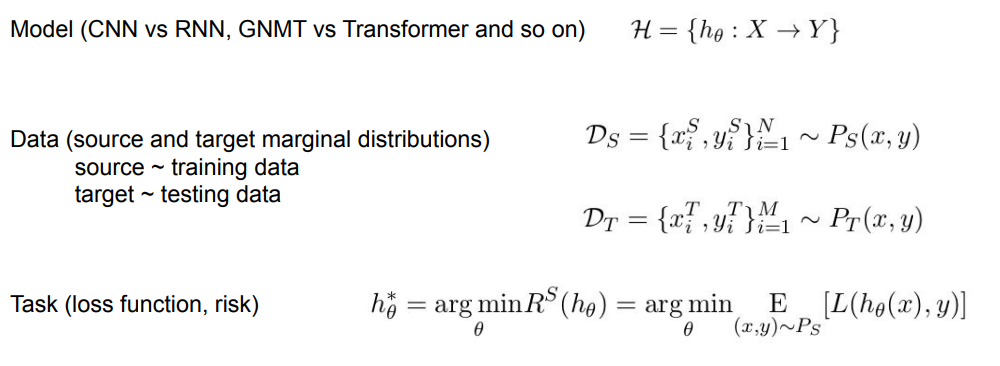 Model (CNN vs RNN, GNMT vs Transformer and so on) ℋ = {h_θ : X → Y}
Data (source and target marginal distributions) 𝒟_S = {x_i^S, y_i^S}_{i=1}^N ∼ P_S(x, y)
source ~ training data
target ~ testing data
𝒟_T = {x_i^T, y_i^T}_{i=1}^M ∼ P_T(x, y)
Task (loss function, risk) h_θ^* = arg min_θ R^S(h_θ) = arg min_θ E_{(x,y)∼P_S} [L(h_θ(x), y)]